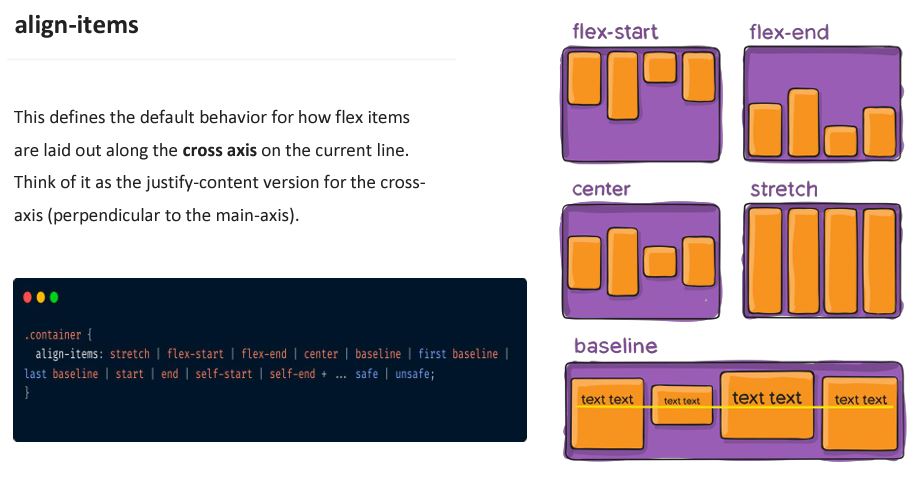 align-items
This defines the default behavior for how flex items
are laid out along the cross axis on the current line.
Think of it as the justify-content version for the cross-
axis (perpendicular to the main-axis).
.container {
  align-items: stretch | flex-start | flex-end | center | baseline | first baseline |
last baseline | start | end | self-start | self-end + ... safe | unsafe;
}
flex-start
flex-end
center
stretch
baseline
text text
text text
text text
text text